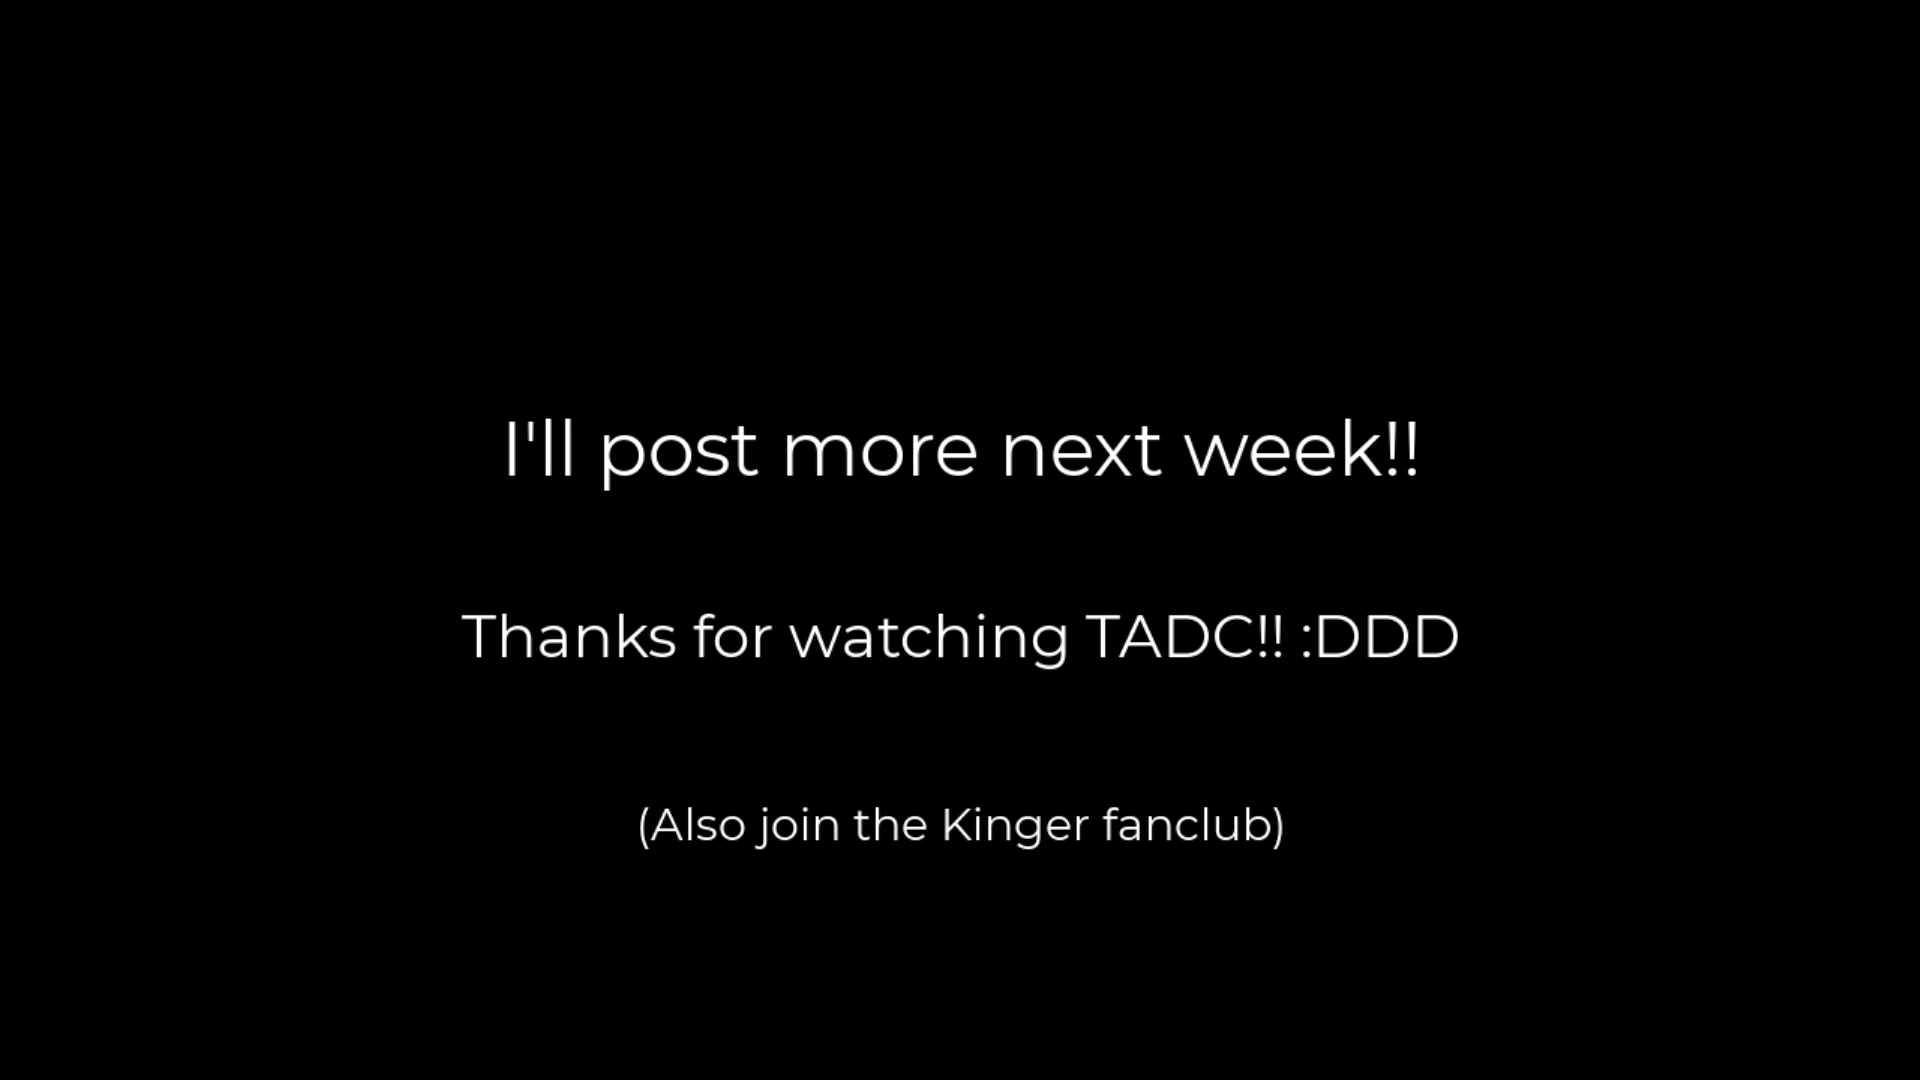 I'll post more next week!!
Thanks for watching TADC!! :DDD
(Also join the Kinger fanclub)